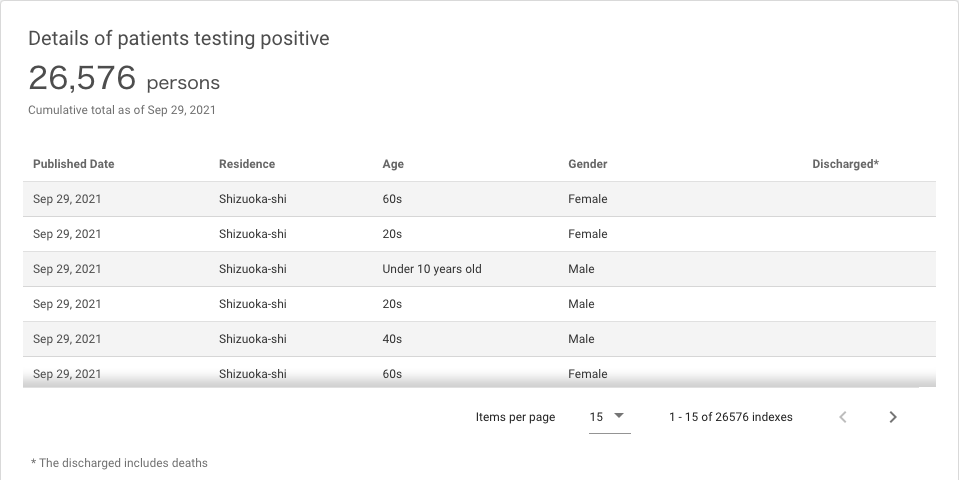 Details of patients testing positive
26,576 persons
Cumulative total as of Sep 29, 2021
Published Date Residence Age Gender Discharged*
Sep 29, 2021 Shizuoka-shi 60s Female
Sep 29, 2021 Shizuoka-shi 20s Female
Sep 29, 2021 Shizuoka-shi Under 10 years old Male
Sep 29, 2021 Shizuoka-shi 20s Male
Sep 29, 2021 Shizuoka-shi 40s Male
Sep 29, 2021 Shizuoka-shi 60s Female
Items per page 15 1 - 15 of 26576 indexes
* The discharged includes deaths